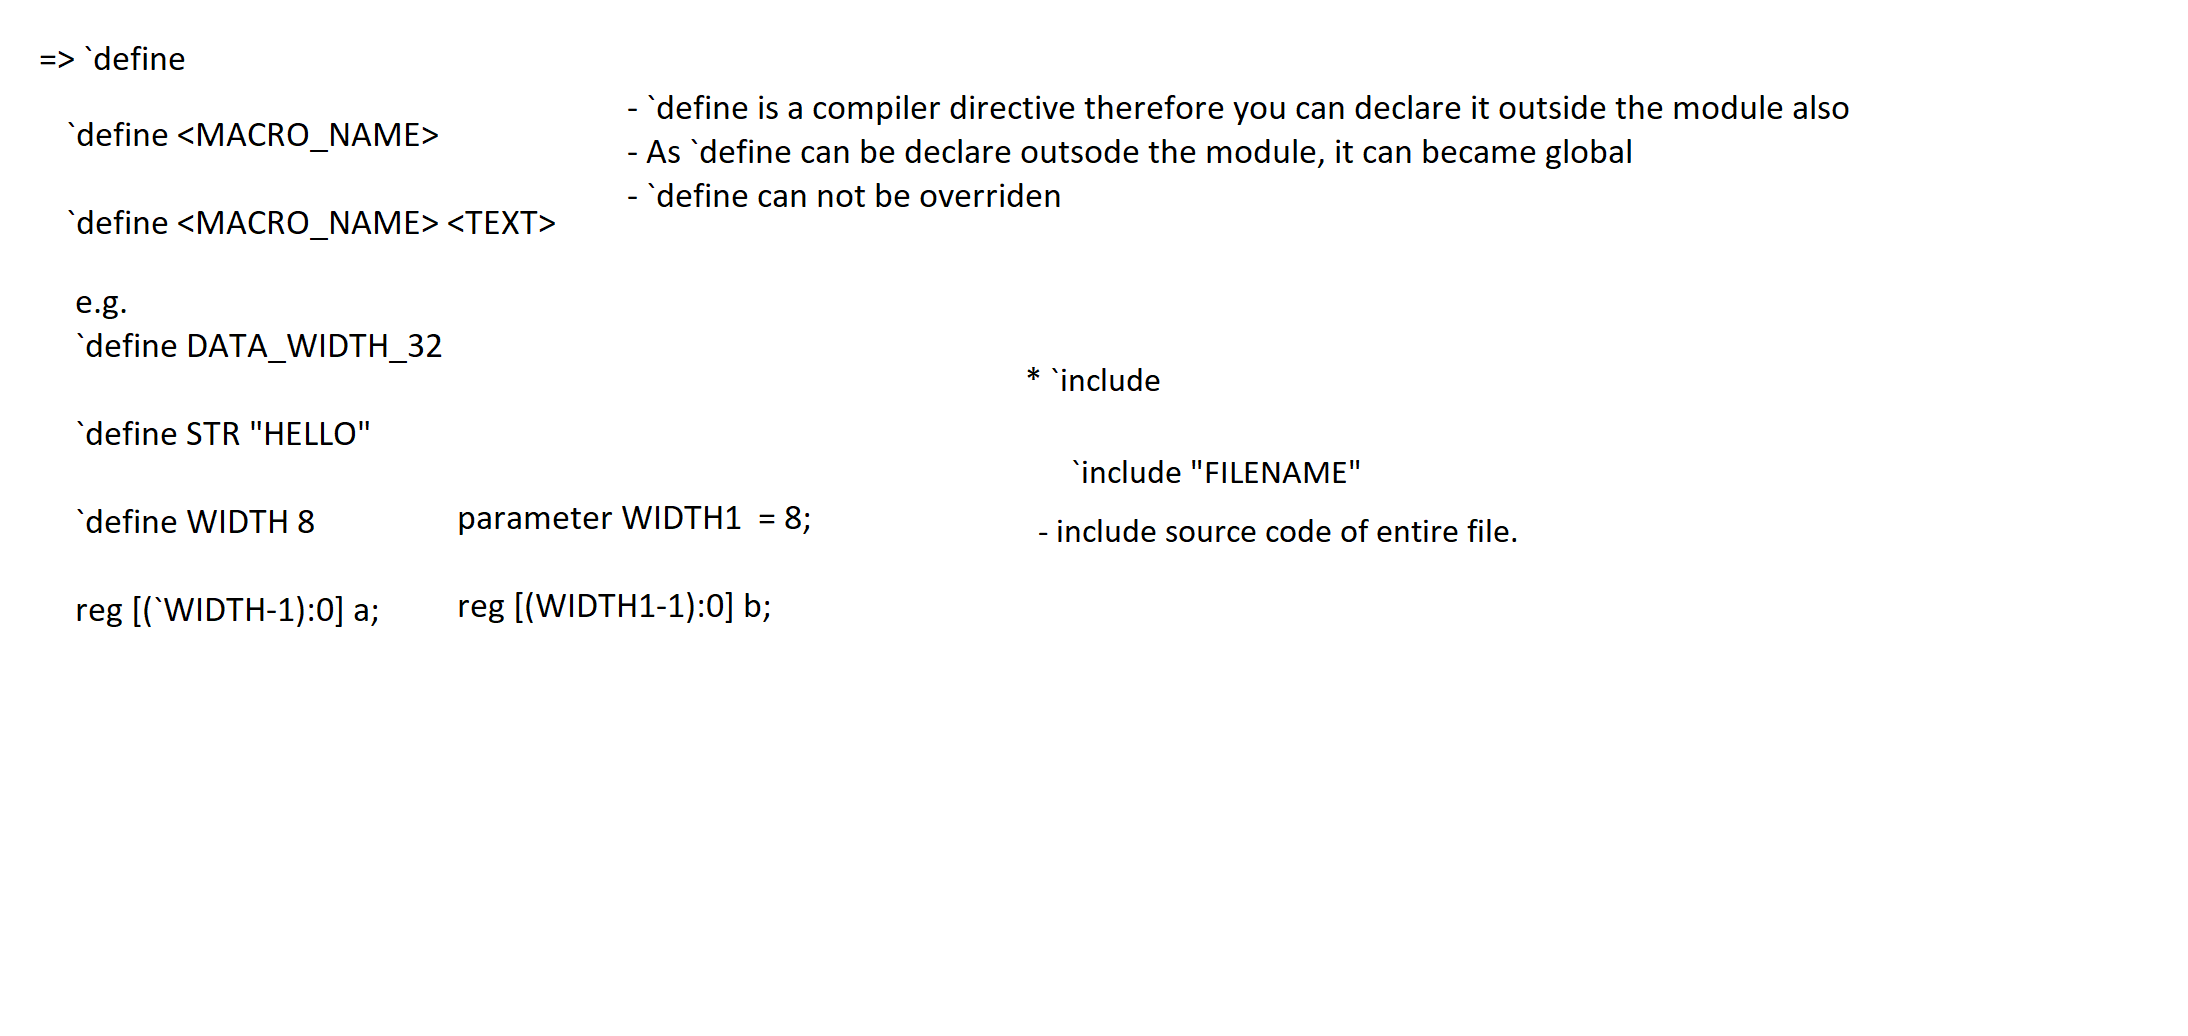 => `define
`define <MACRO_NAME>
`define <MACRO_NAME> <TEXT>
- `define is a compiler directive therefore you can declare it outside the module also
- As `define can be declare outsode the module, it can became global
- `define can not be overriden
e.g.
`define DATA_WIDTH_32
`define STR "HELLO"
`define WIDTH 8
reg [(`WIDTH-1):0] a;
parameter WIDTH1  = 8;
reg [(WIDTH1-1):0] b;
* `include
`include "FILENAME"
- include source code of entire file.